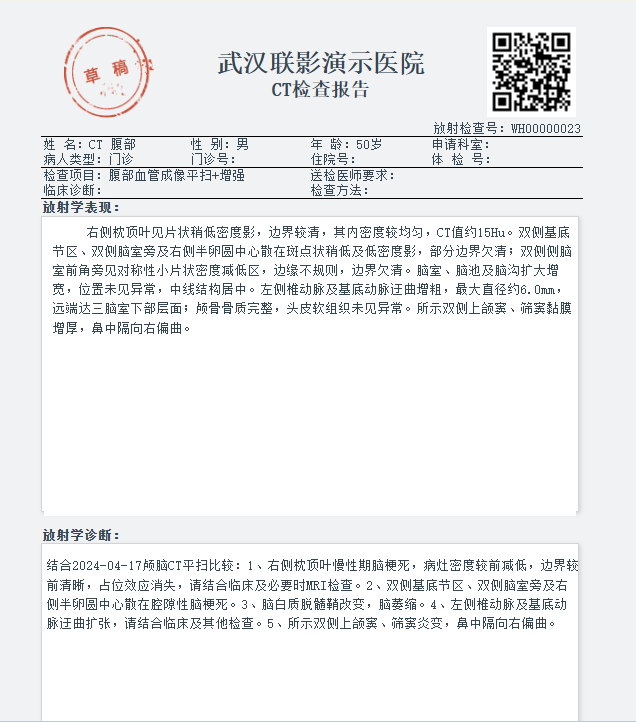 武汉联影演示医院
草 稿
CT检查报告
放射检查号：WH00000023
姓 名：CT 腹部 性 别：男 年 龄：50岁 申请科室：
病人类型：门诊 门诊号： 住院号： 体 检 号：
检查项目：腹部血管成像平扫+增强 送检医师要求：
临床诊断： 检查方法：
放射学表现：
右侧枕顶叶见片状稍低密度影，边界较清，其内密度较均匀，CT值约15Hu。双侧基底
节区、双侧脑室旁及右侧半卵圆中心散在斑点状稍低及低密度影，部分边界欠清；双侧侧脑
室前角旁见对称性小片状密度减低区，边缘不规则，边界欠清。脑室、脑池及脑沟扩大增
宽，位置未见异常，中线结构居中。左侧椎动脉及基底动脉迂曲增粗，最大直径约6.0mm，
远端达三脑室下部层面；颅骨骨质完整，头皮软组织未见异常。所示双侧上颌窦、筛窦黏膜
增厚，鼻中隔向右偏曲。
放射学诊断：
结合2024-04-17颅脑CT平扫比较：1、右侧枕顶叶慢性期脑梗死，病灶密度较前减低，边界较
前清晰，占位效应消失，请结合临床及必要时MRI检查。2、双侧基底节区、双侧脑室旁及右
侧半卵圆中心散在腔隙性脑梗死。3、脑白质脱髓鞘改变，脑萎缩。4、左侧椎动脉及基底动
脉迂曲扩张，请结合临床及其他检查。5、所示双侧上颌窦、筛窦炎变，鼻中隔向右偏曲。